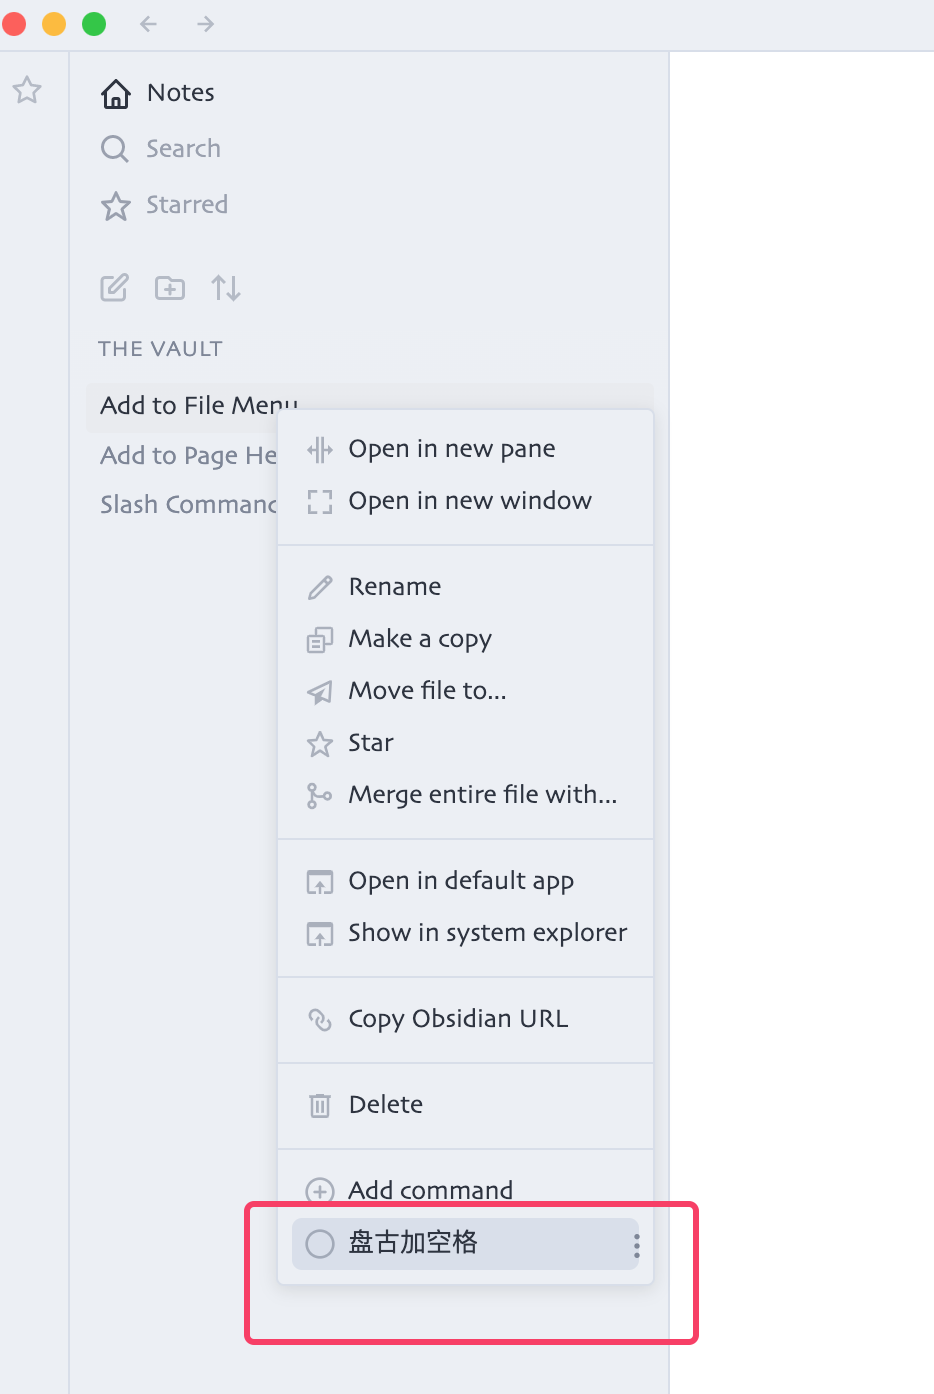 Notes
Search
Starred
THE VAULT
Add to File Menu
Add to Page He
Slash Command
Open in new pane
Open in new window
Rename
Make a copy
Move file to...
Star
Merge entire file with...
Open in default app
Show in system explorer
Copy Obsidian URL
Delete
Add command
盘古加空格